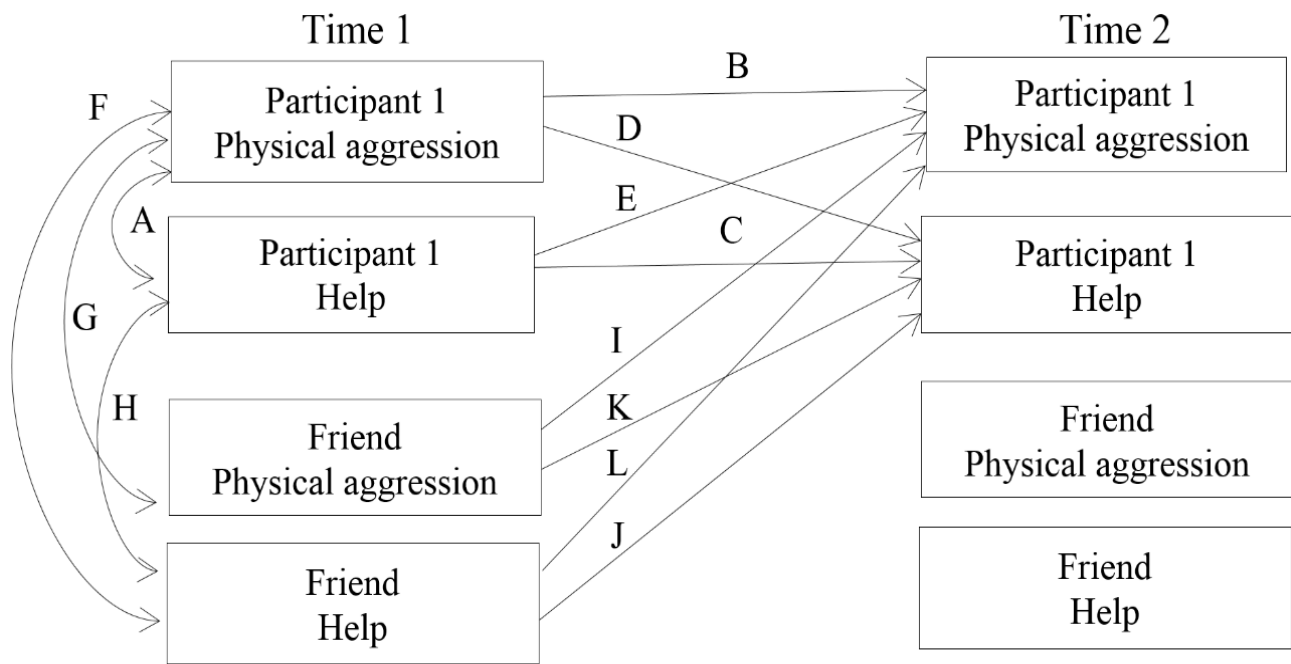 Time 1
Time 2
F
Participant 1
Physical aggression
B
Participant 1
Physical aggression
D
A
E
Participant 1
Help
C
Participant 1
Help
G
I
H
Friend
Physical aggression
K
Friend
Physical aggression
L
J
Friend
Help
Friend
Help